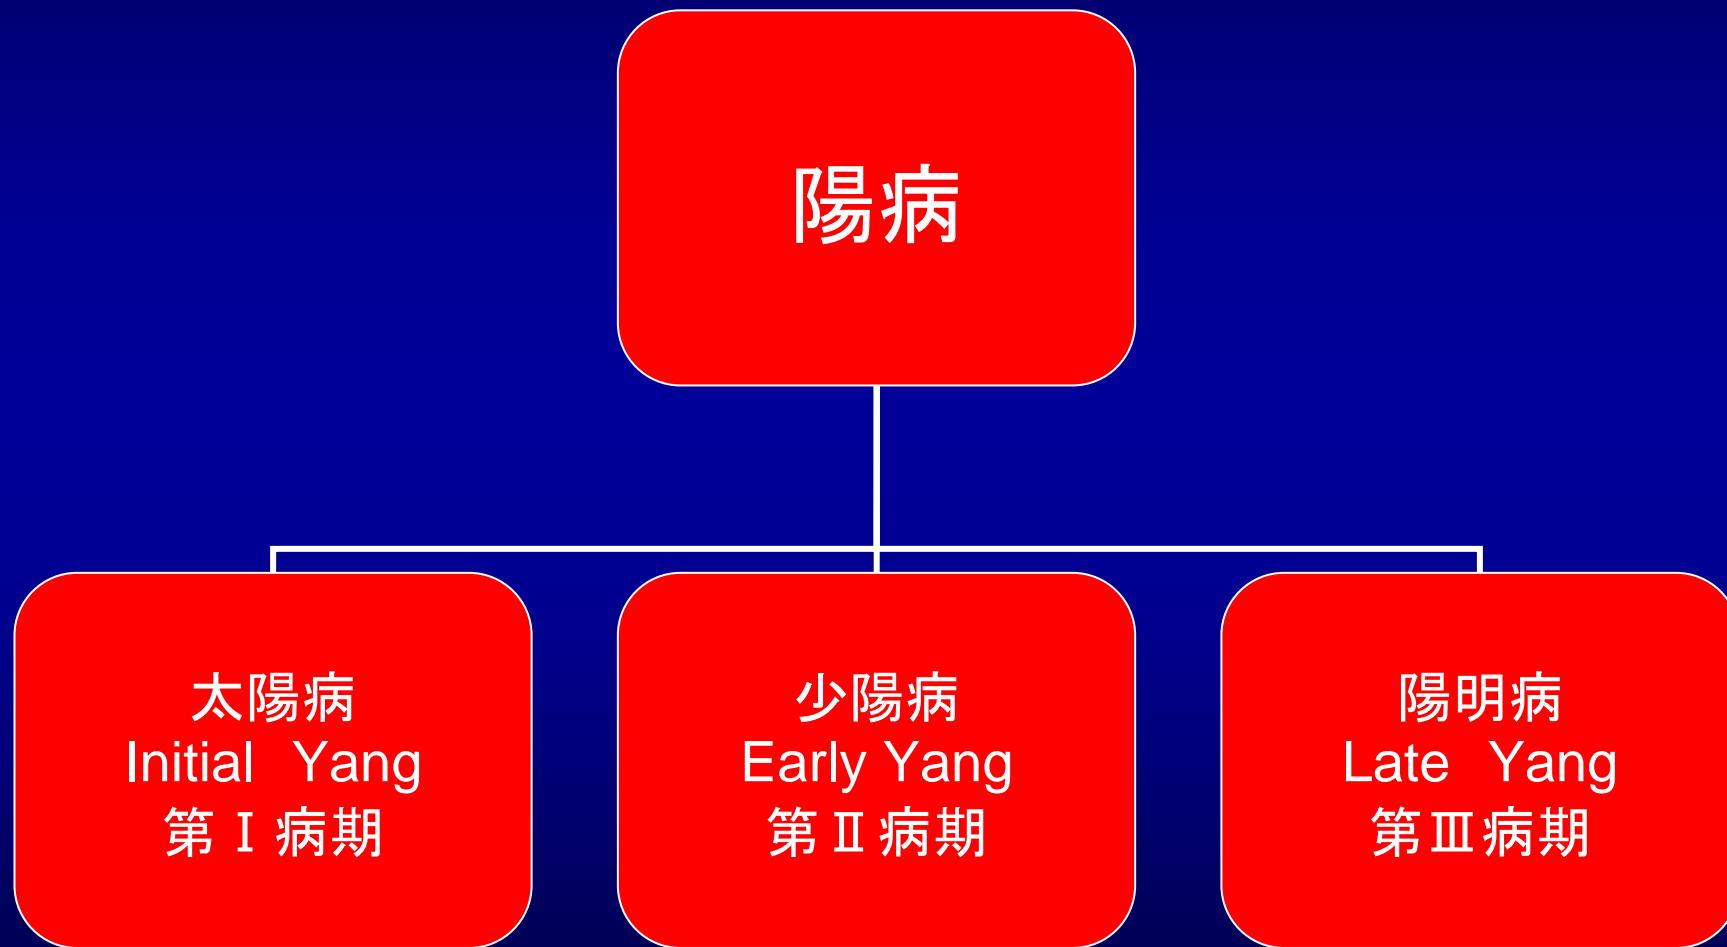 陽病
太陽病
Initial Yang
第Ⅰ病期
少陽病
Early Yang
第Ⅱ病期
陽明病
Late Yang
第Ⅲ病期